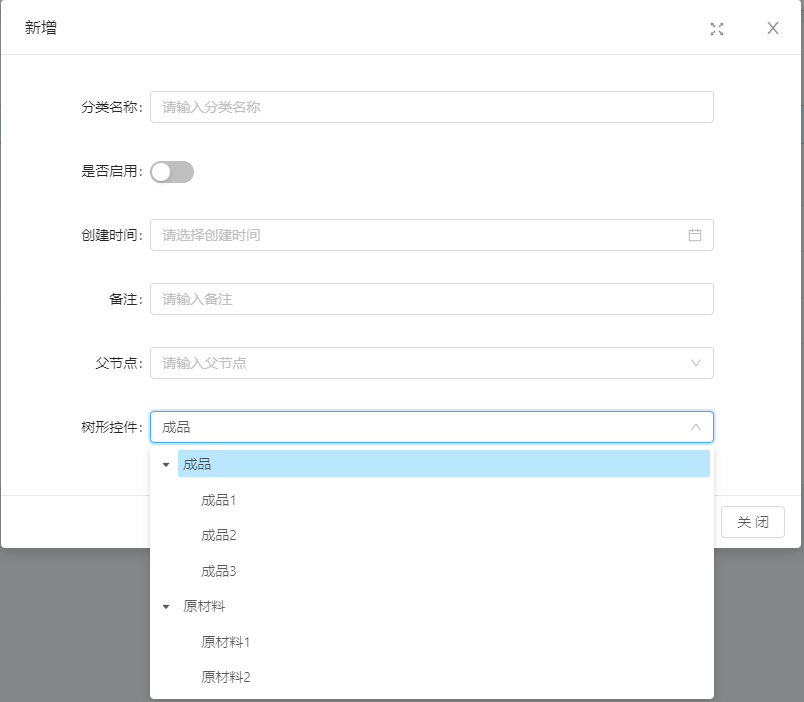 新增
分类名称:
请输入分类名称
是否启用:
创建时间:
请选择创建时间
备注:
请输入备注
父节点:
请输入父节点
树形控件:
成品
成品
成品1
成品2
成品3
原材料
原材料1
原材料2
关 闭